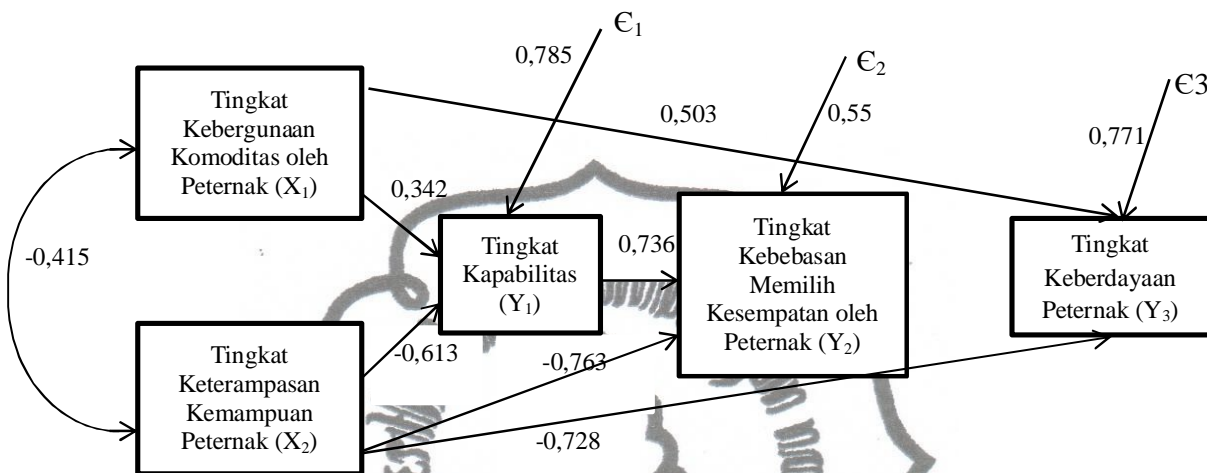 Є1
0,785
Є2
Є3
Tingkat
Kebergunaan
Komoditas oleh
Peternak (X1)
0,503
0,55
0,771
0,342
-0,415
Tingkat
Kapabilitas
(Y1)
0,736
Tingkat
Kebebasan
Memilih
Kesempatan oleh
Peternak (Y2)
Tingkat
Keberdayaan
Peternak (Y3)
Tingkat
Keterampasan
Kemampuan
Peternak (X2)
-0,613
-0,763
-0,728